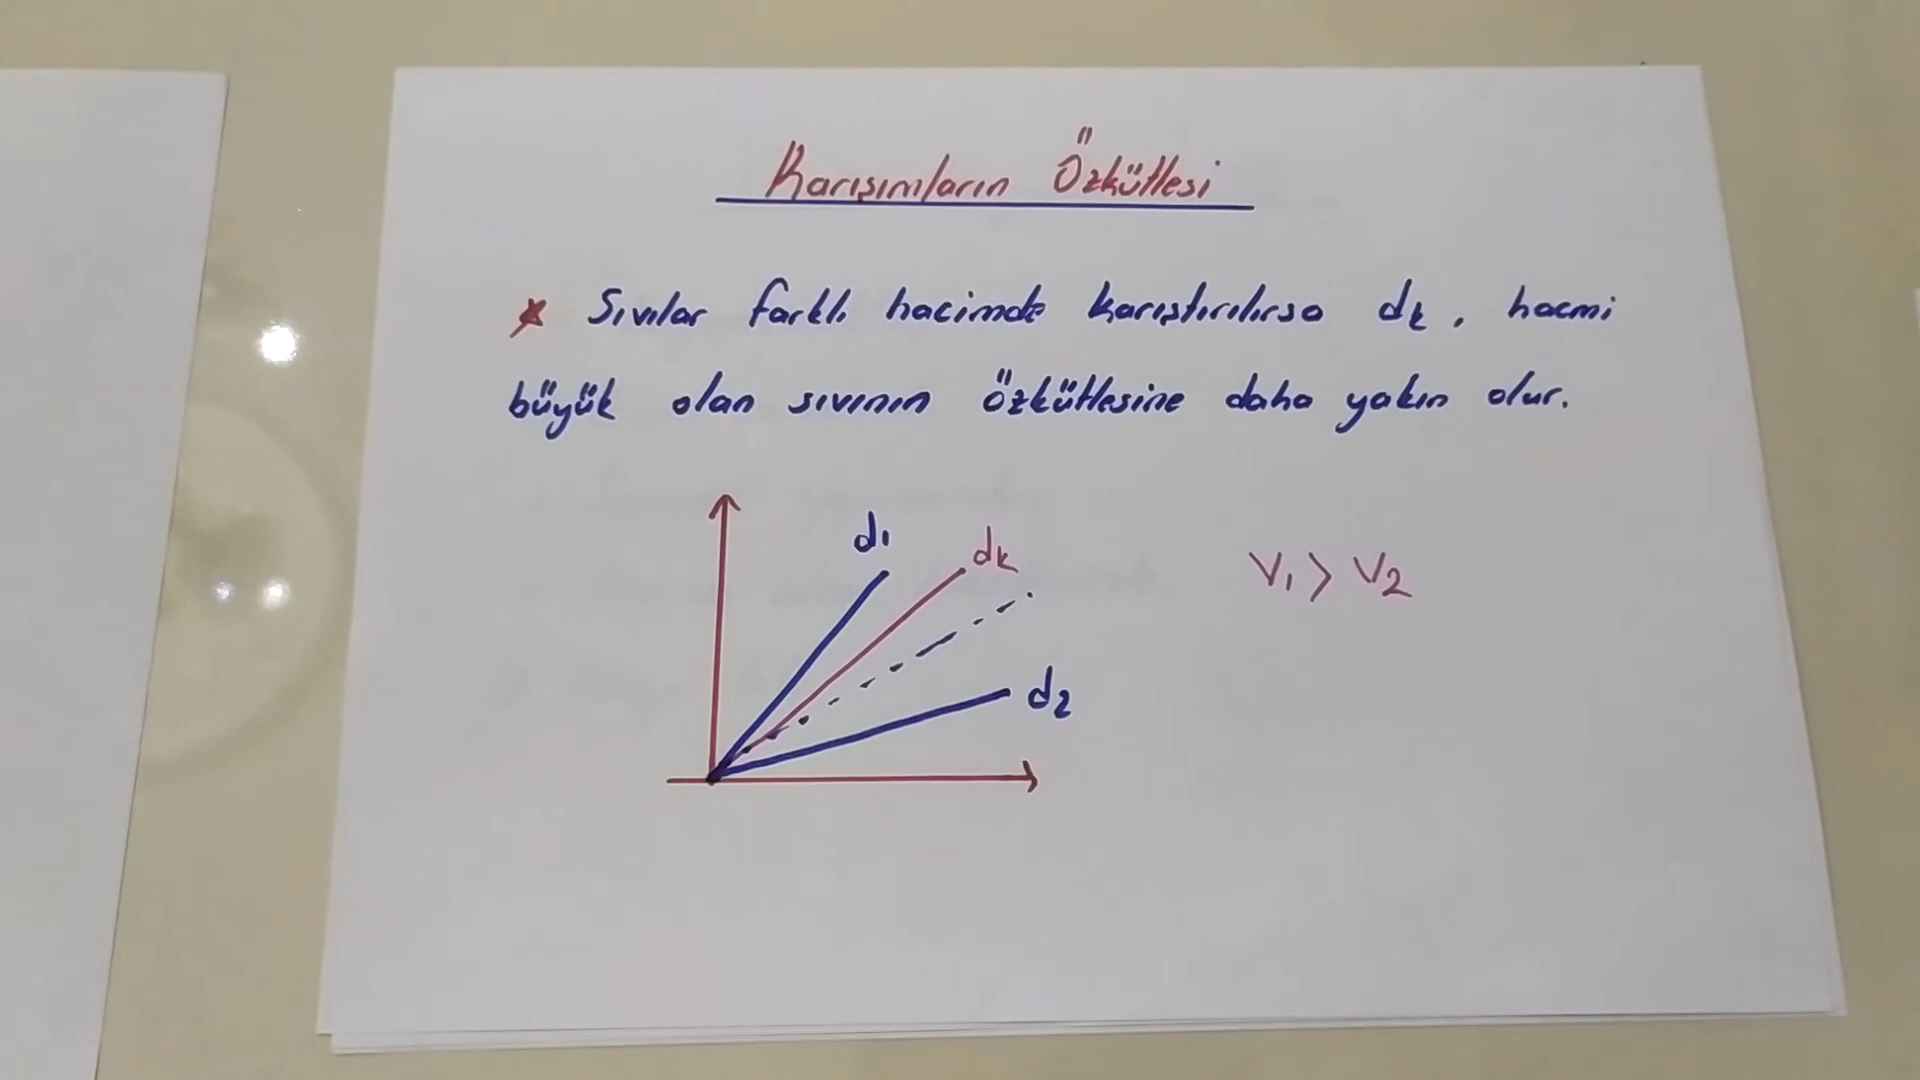 Karışımların Özkütlesi
* Sıvılar farklı hacimde karıştırılırsa dk, hacmi
büyük olan sıvının özkütlesine daha yakın olur.
d1
dk
V1 > V2
d2